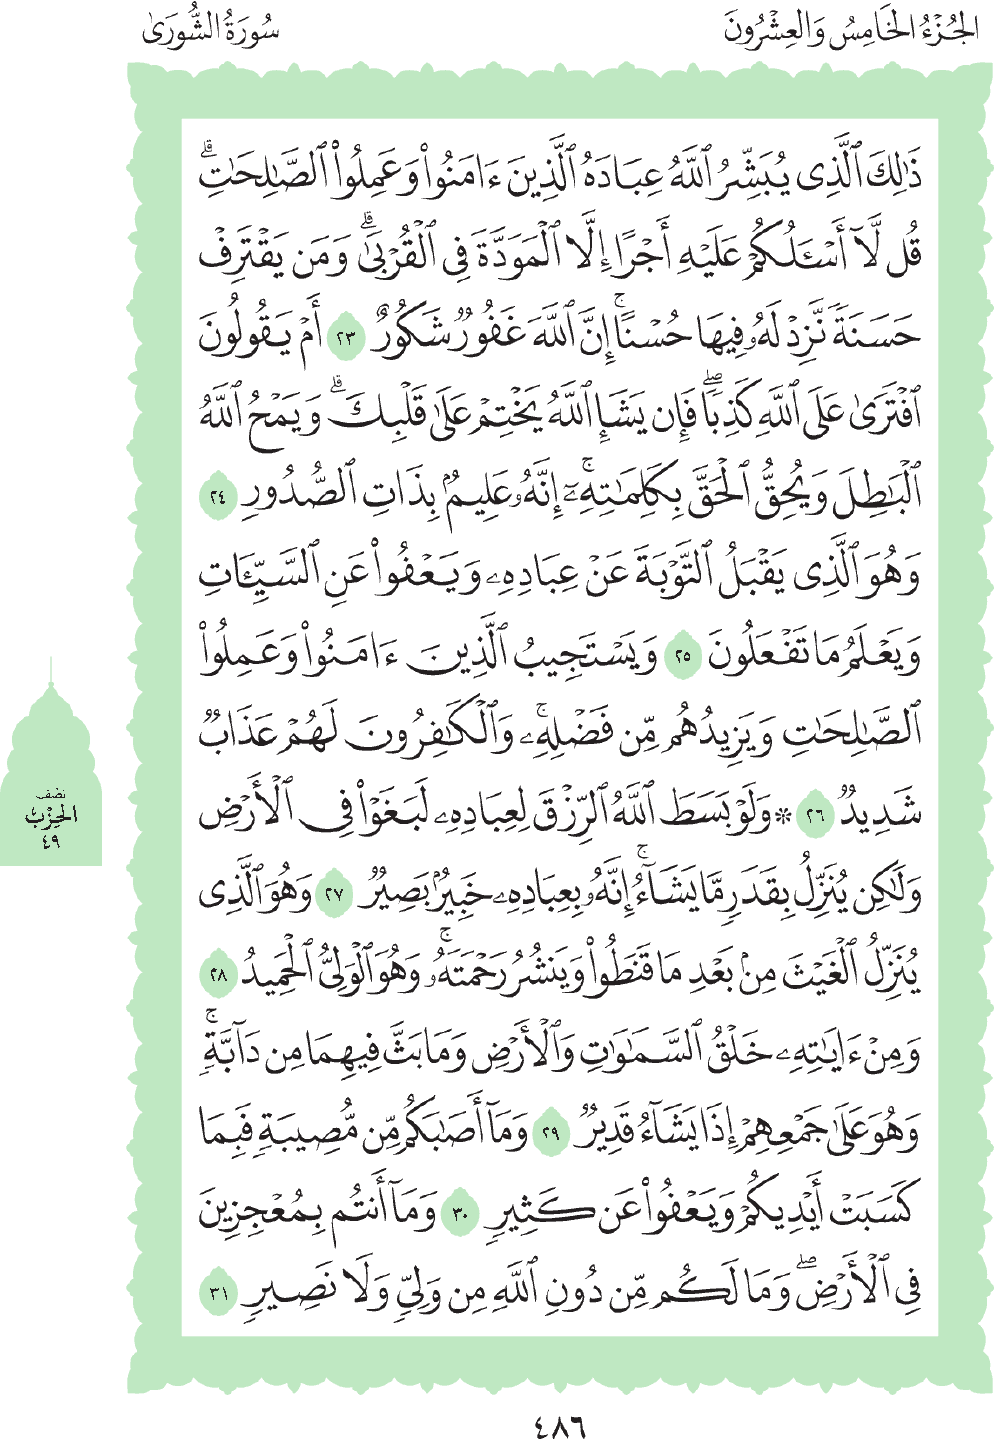 الجُزْءُ الخَامِسُ وَالعِشْرُونَ
سُورَةُ الشُّورَىٰ
ذَٰلِكَ ٱلَّذِى يُبَشِّرُ ٱللَّهُ عِبَادَهُ ٱلَّذِينَ ءَامَنُوا۟ وَعَمِلُوا۟ ٱلصَّـٰلِحَـٰتِ ۗ
قُل لَّآ أَسْـَٔلُكُمْ عَلَيْهِ أَجْرًا إِلَّا ٱلْمَوَدَّةَ فِى ٱلْقُرْبَىٰ ۗ وَمَن يَقْتَرِفْ
حَسَنَةً نَّزِدْ لَهُۥ فِيهَا حُسْنًا ۚ إِنَّ ٱللَّهَ غَفُورٌ شَكُورٌ ٢٣ أَمْ يَقُولُونَ
ٱفْتَرَىٰ عَلَى ٱللَّهِ كَذِبًا ۖ فَإِن يَشَإِ ٱللَّهُ يَخْتِمْ عَلَىٰ قَلْبِكَ ۗ وَيَمْحُ ٱللَّهُ
ٱلْبَـٰطِلَ وَيُحِقُّ ٱلْحَقَّ بِكَلِمَـٰتِهِۦٓ ۚ إِنَّهُۥ عَلِيمٌۢ بِذَاتِ ٱلصُّدُورِ ٢٤
وَهُوَ ٱلَّذِى يَقْبَلُ ٱلتَّوْبَةَ عَنْ عِبَادِهِۦ وَيَعْفُوا۟ عَنِ ٱلسَّيِّـَٔاتِ
وَيَعْلَمُ مَا تَفْعَلُونَ ٢٥ وَيَسْتَجِيبُ ٱلَّذِينَ ءَامَنُوا۟ وَعَمِلُوا۟
ٱلصَّـٰلِحَـٰتِ وَيَزِيدُهُم مِّن فَضْلِهِۦ ۚ وَٱلْكَـٰفِرُونَ لَهُمْ عَذَابٌ
شَدِيدٌ ٢٦ ۞ وَلَوْ بَسَطَ ٱللَّهُ ٱلرِّزْقَ لِعِبَادِهِۦ لَبَغَوْا۟ فِى ٱلْأَرْضِ
وَلَـٰكِن يُنَزِّلُ بِقَدَرٍ مَّا يَشَآءُ ۚ إِنَّهُۥ بِعِبَادِهِۦ خَبِيرٌۢ بَصِيرٌ ٢٧ وَهُوَ ٱلَّذِى
يُنَزِّلُ ٱلْغَيْثَ مِنۢ بَعْدِ مَا قَنَطُوا۟ وَيَنشُرُ رَحْمَتَهُۥ ۚ وَهُوَ ٱلْوَلِىُّ ٱلْحَمِيدُ ٢٨
وَمِنْ ءَايَـٰتِهِۦ خَلْقُ ٱلسَّمَـٰوَٰتِ وَٱلْأَرْضِ وَمَا بَثَّ فِيهِمَا مِن دَآبَّةٍ ۚ
وَهُوَ عَلَىٰ جَمْعِهِمْ إِذَا يَشَآءُ قَدِيرٌ ٢٩ وَمَآ أَصَـٰبَكُم مِّن مُّصِيبَةٍ فَبِمَا
كَسَبَتْ أَيْدِيكُمْ وَيَعْفُوا۟ عَن كَثِيرٍ ٣٠ وَمَآ أَنتُم بِمُعْجِزِينَ
فِى ٱلْأَرْضِ ۖ وَمَا لَكُم مِّن دُونِ ٱللَّهِ مِن وَلِىٍّ وَلَا نَصِيرٍ ٣١
نصف
الحِزْب
٤٩
٤٨٦